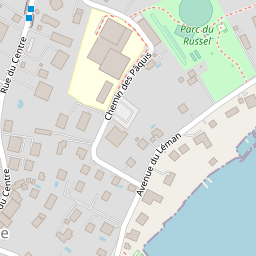 Parc du
Russel
Rue du Centre
Chemin des Pâquis
Avenue du Léman
du Centre
e